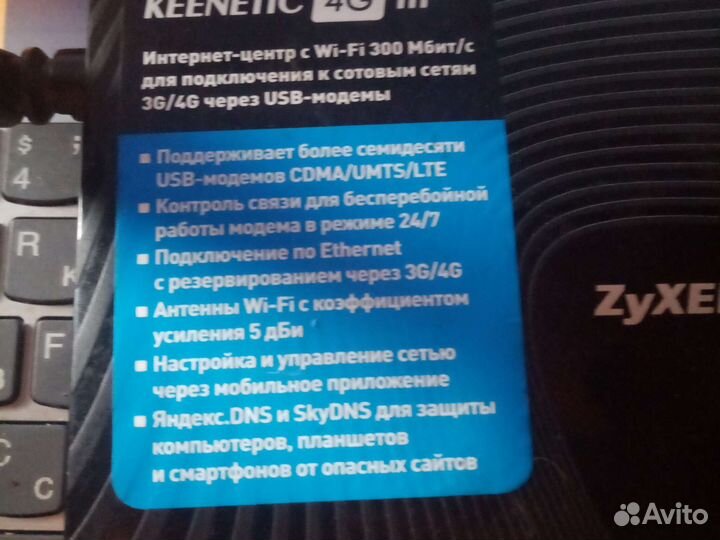 KEENETIC 4G III
Интернет-центр с Wi-Fi 300 Мбит/с
для подключения к сотовым сетям
3G/4G через USB-модемы
▪ Поддерживает более семидесяти
USB-модемов CDMA/UMTS/LTE
▪ Контроль связи для бесперебойной
работы модема в режиме 24/7
▪ Подключение по Ethernet
с резервированием через 3G/4G
▪ Антенны Wi-Fi с коэффициентом
усиления 5 дБи
▪ Настройка и управление сетью
через мобильное приложение
▪ Яндекс.DNS и SkyDNS для защиты
компьютеров, планшетов
и смартфонов от опасных сайтов
ZyXE
$ ;
4
R
К
F
C
С
Avito